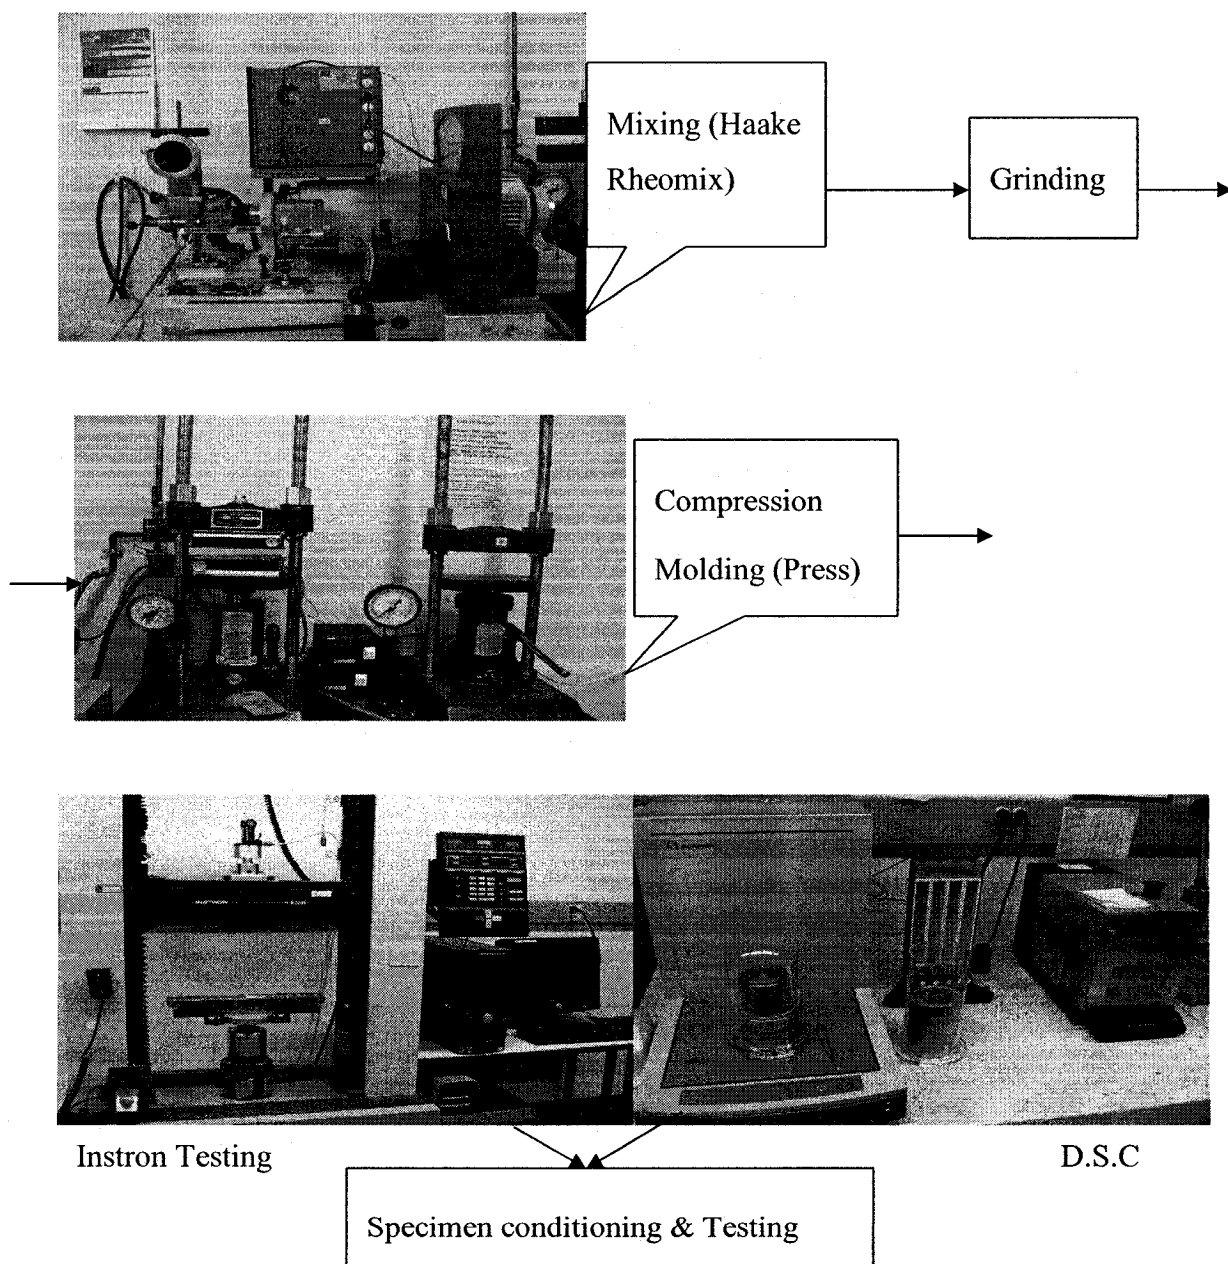 Mixing (Haake
Rheomix)
Grinding
Compression
Molding (Press)
Instron Testing
D.S.C
Specimen conditioning & Testing